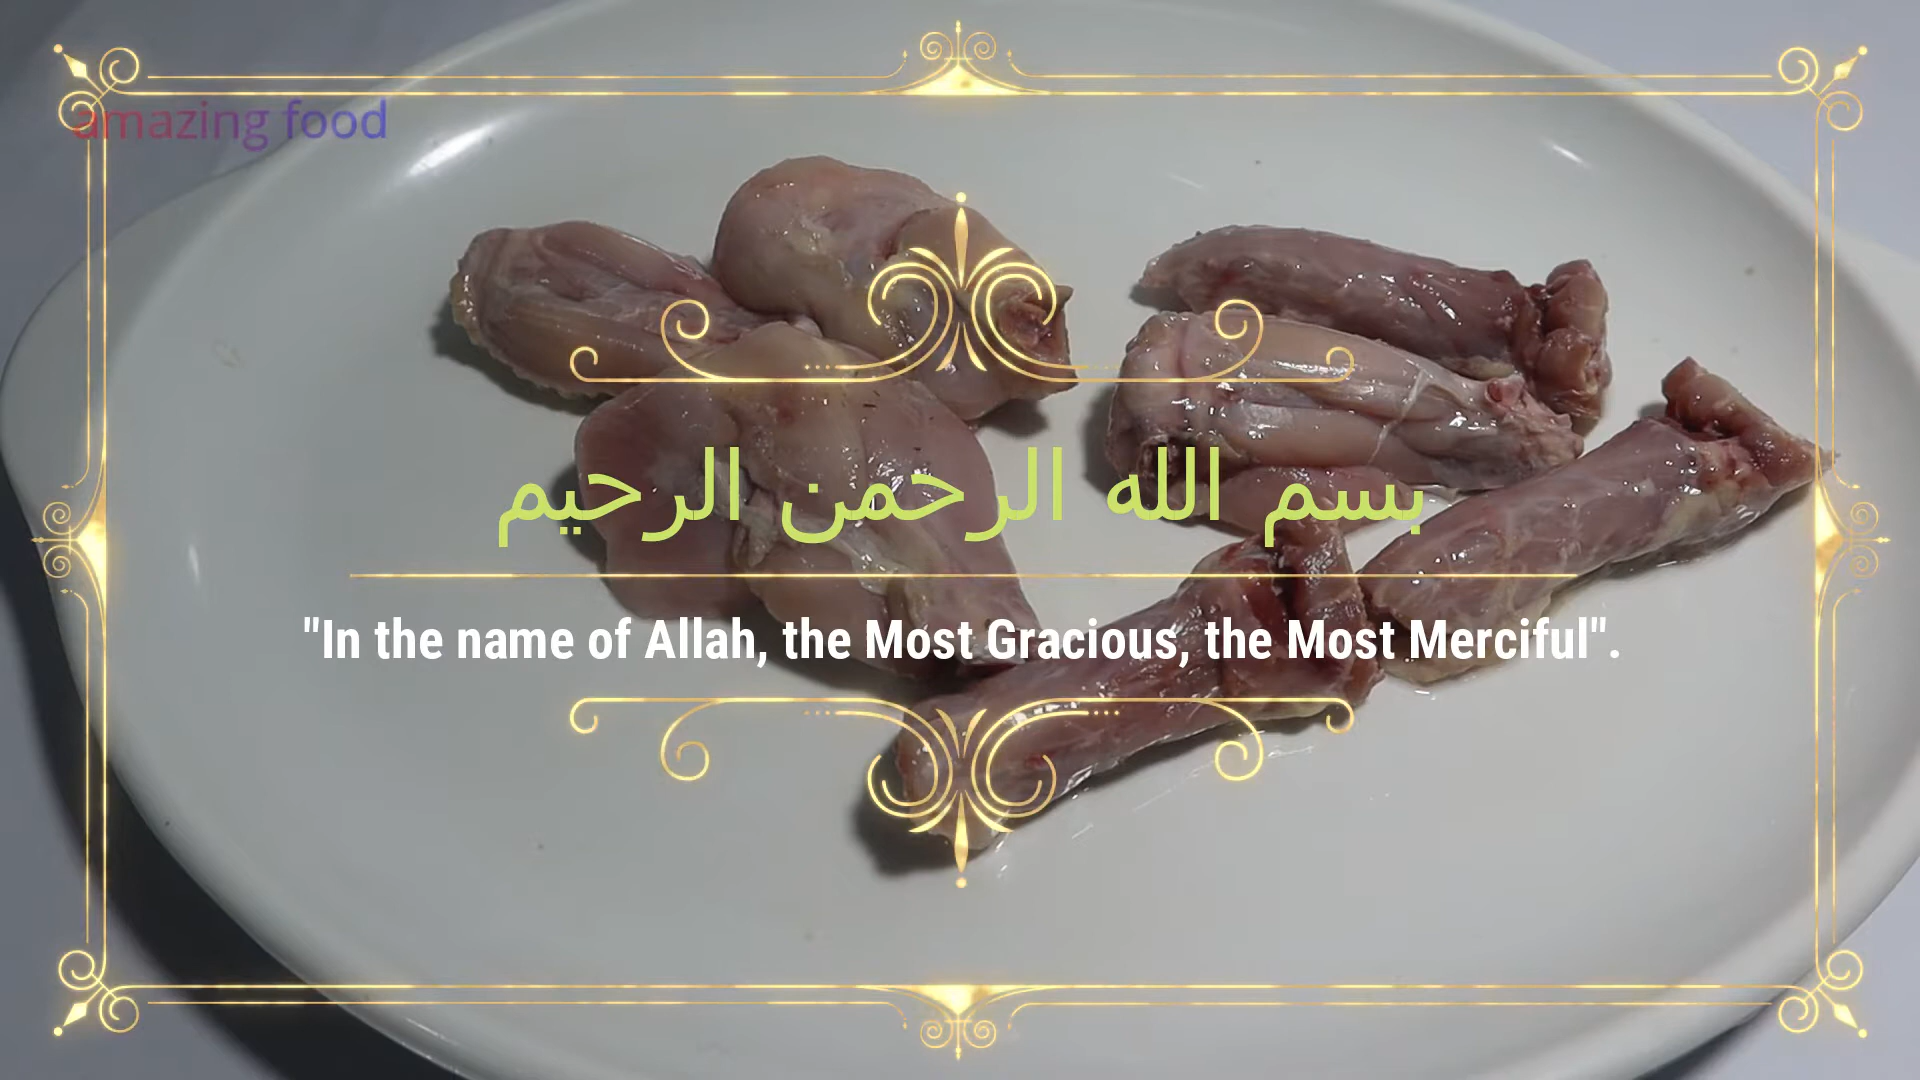 amazing food
بسم الله الرحمن الرحيم
"In the name of Allah, the Most Gracious, the Most Merciful".